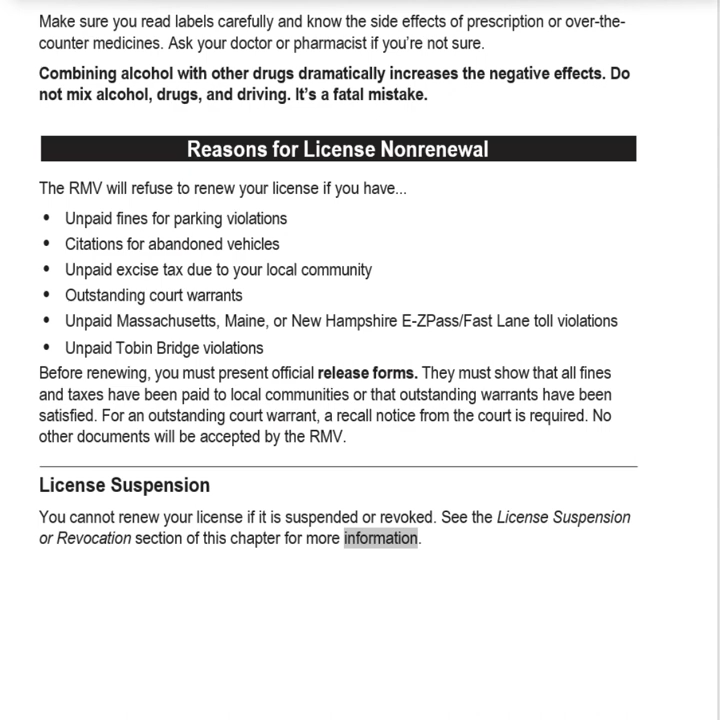 Make sure you read labels carefully and know the side effects of prescription or over-the-
counter medicines. Ask your doctor or pharmacist if you're not sure.
Combining alcohol with other drugs dramatically increases the negative effects. Do
not mix alcohol, drugs, and driving. It's a fatal mistake.
Reasons for License Nonrenewal
The RMV will refuse to renew your license if you have...
• Unpaid fines for parking violations
• Citations for abandoned vehicles
• Unpaid excise tax due to your local community
• Outstanding court warrants
• Unpaid Massachusetts, Maine, or New Hampshire E-ZPass/Fast Lane toll violations
• Unpaid Tobin Bridge violations
Before renewing, you must present official release forms. They must show that all fines
and taxes have been paid to local communities or that outstanding warrants have been
satisfied. For an outstanding court warrant, a recall notice from the court is required. No
other documents will be accepted by the RMV.
License Suspension
You cannot renew your license if it is suspended or revoked. See the License Suspension
or Revocation section of this chapter for more information.